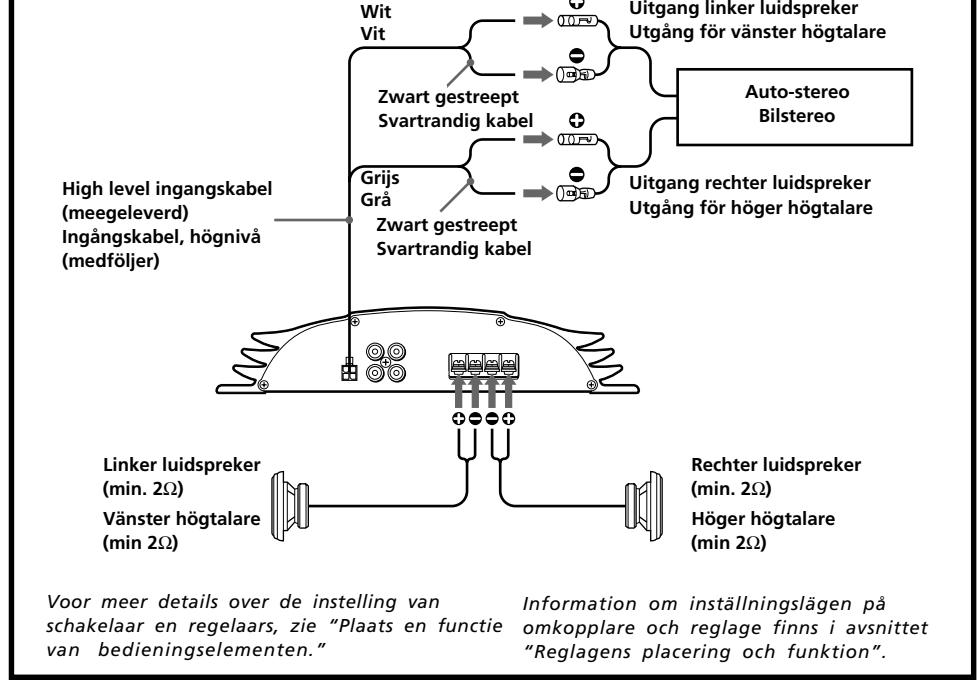 Wit
Vit
Uitgang linker luidspreker
Utgång för vänster högtalare
Zwart gestreept
Svartrandig kabel
Auto-stereo
Bilstereo
High level ingangskabel
(meegeleverd)
Ingångskabel, högnivå
(medföljer)
Grijs
Grå
Zwart gestreept
Svartrandig kabel
Uitgang rechter luidspreker
Utgång för höger högtalare
Linker luidspreker
(min. 2Ω)
Vänster högtalare
(min 2Ω)
Rechter luidspreker
(min. 2Ω)
Höger högtalare
(min 2Ω)
Voor meer details over de instelling van
schakelaar en regelaars, zie “Plaats en functie
van bedieningselementen.”
Information om inställningslägen på
omkopplare och reglage finns i avsnittet
“Reglagens placering och funktion”.